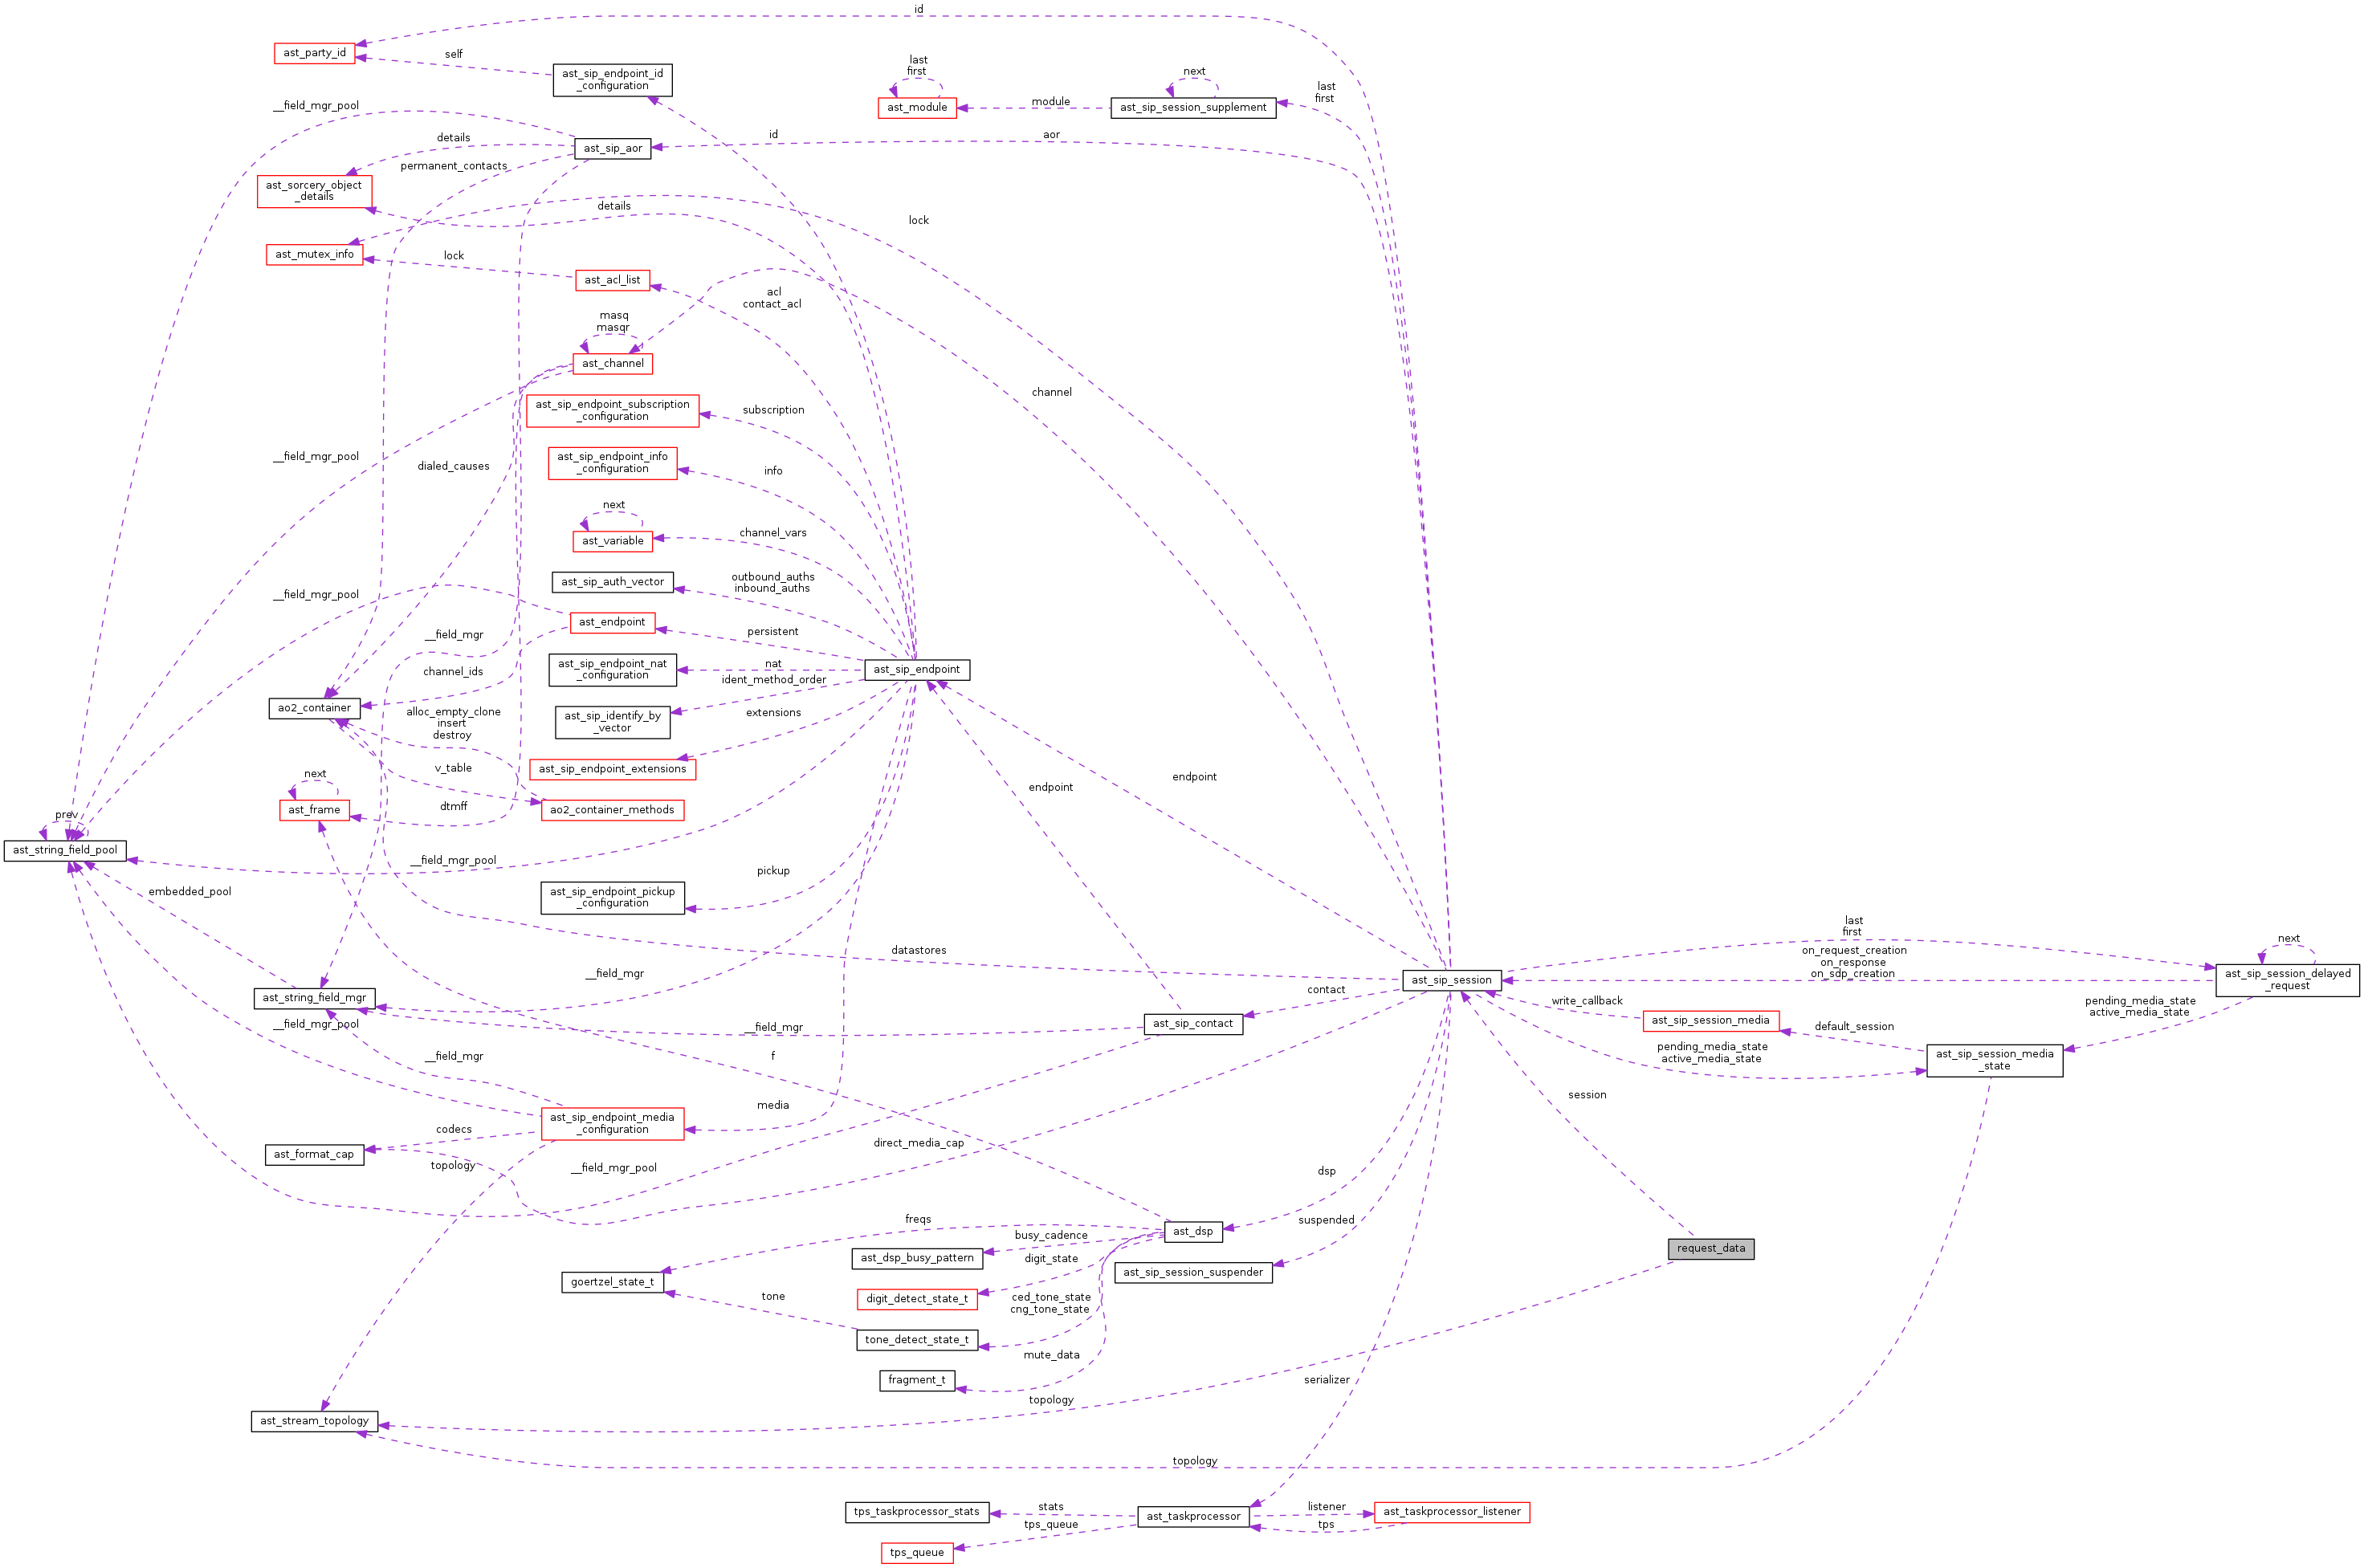 id
ast_party_id
self
ast_sip_endpoint_id
_configuration
last
first
ast_module
module
next
ast_sip_session_supplement
last
first
__field_mgr_pool
details
ast_sip_aor
id
aor
permanent_contacts
ast_sorcery_object
_details
details
lock
ast_mutex_info
lock
ast_acl_list
acl
contact_acl
masq
masqr
ast_channel
channel
ast_sip_endpoint_subscription
_configuration
subscription
__field_mgr_pool
dialed_causes
ast_sip_endpoint_info
_configuration
info
next
ast_variable
channel_vars
ast_sip_auth_vector
outbound_auths
inbound_auths
__field_mgr_pool
ast_endpoint
persistent
__field_mgr
channel_ids
ast_sip_endpoint_nat
_configuration
nat
ast_sip_endpoint
ident_method_order
ao2_container
alloc_empty_clone
insert
destroy
ast_sip_identify_by
_vector
extensions
v_table
ast_sip_endpoint_extensions
endpoint
endpoint
next
ast_frame
dtmff
ao2_container_methods
prev
ast_string_field_pool
__field_mgr_pool
embedded_pool
ast_sip_endpoint_pickup
_configuration
pickup
datastores
last
first
on_request_creation
on_response
on_sdp_creation
next
ast_sip_session_delayed
_request
ast_sip_session
__field_mgr
ast_string_field_mgr
contact
write_callback
pending_media_state
active_media_state
__field_mgr_pool
__field_mgr
ast_sip_contact
ast_sip_session_media
default_session
__field_mgr
f
pending_media_state
active_media_state
ast_sip_session_media
_state
ast_sip_endpoint_media
_configuration
media
session
codecs
ast_format_cap
topology
__field_mgr_pool
direct_media_cap
dsp
freqs
ast_dsp
suspended
busy_cadence
ast_dsp_busy_pattern
request_data
digit_state
goertzel_state_t
ast_sip_session_suspender
tone
digit_detect_state_t
ced_tone_state
cng_tone_state
tone_detect_state_t
mute_data
fragment_t
serializer
topology
ast_stream_topology
topology
stats
tps_taskprocessor_stats
ast_taskprocessor
listener
ast_taskprocessor_listener
tps_queue
tps
tps_queue